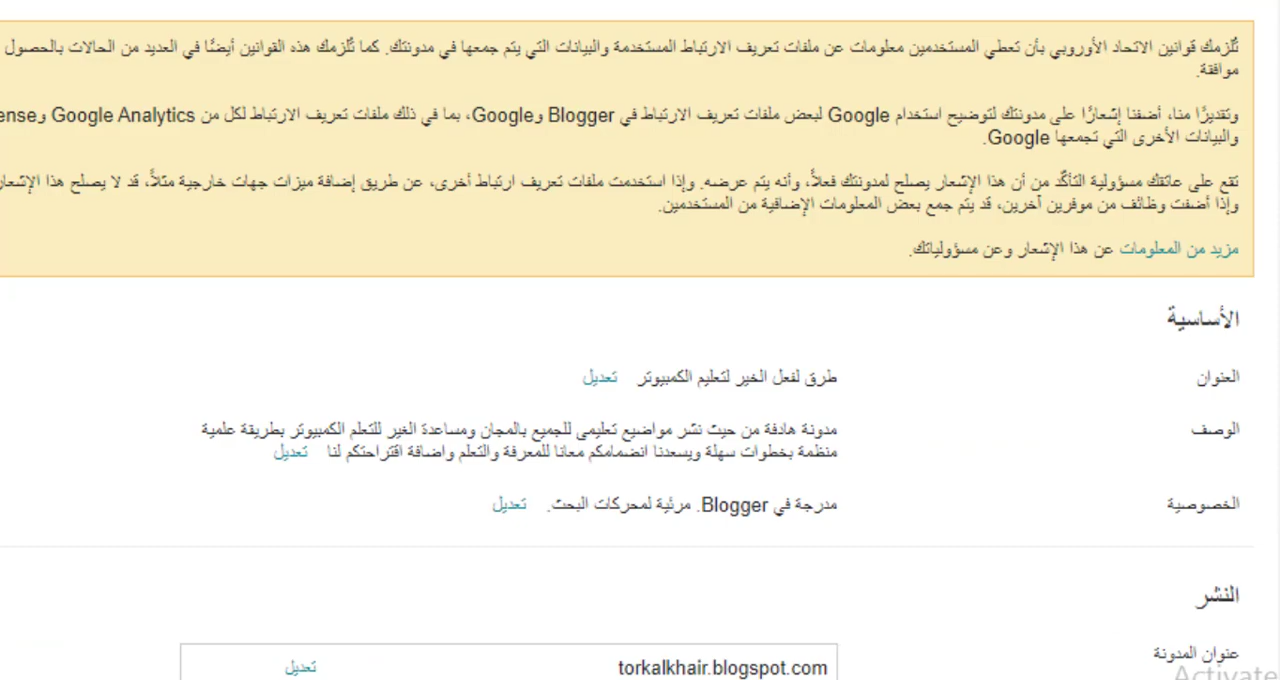 تُلزمك قوانين الاتحاد الأوروبي بأن تعطي المستخدمين معلومات عن ملفات تعريف الارتباط المستخدمة والبيانات التي يتم جمعها في مدونتك. كما تُلزمك هذه القوانين أيضًا في العديد من الحالات بالحصول
موافقة.
وتقديرًا منا، أضفنا إشعارًا على مدونتك لتوضيح استخدام Google لبعض ملفات تعريف الارتباط في Blogger وGoogle، بما في ذلك ملفات تعريف الارتباط لكل من Google Analytics وense
والبيانات الأخرى التي تجمعها Google.
تقع على عاتقك مسؤولية التأكّد من أن هذا الإشعار يصلح لمدونتك فعلاً، وأنه يتم عرضه. وإذا استخدمت ملفات تعريف ارتباط أخرى، عن طريق إضافة ميزات جهات خارجية مثلاً، قد لا يصلح هذا الإشعار
وإذا أضفت وظائف من موفرين آخرين، قد يتم جمع بعض المعلومات الإضافية من المستخدمين.
مزيد من المعلومات عن هذا الإشعار وعن مسؤولياتك.
الأساسية
العنوان طرق لفعل الخير لتعليم الكمبيوتر تعديل
الوصف مدونة هادفة من حيث نشر مواضيع تعليمى للجميع بالمجان ومساعدة الغير للتعلم الكمبيوتر بطريقة علمية
منظمة بخطوات سهلة ويسعدنا انضمامكم معانا للمعرفة والتعلم واضافة اقتراحتكم لنا تعديل
الخصوصية مدرجة في Blogger. مرئية لمحركات البحث. تعديل
النشر
عنوان المدونة
torkalkhair.blogspot.com تعديل
Activate